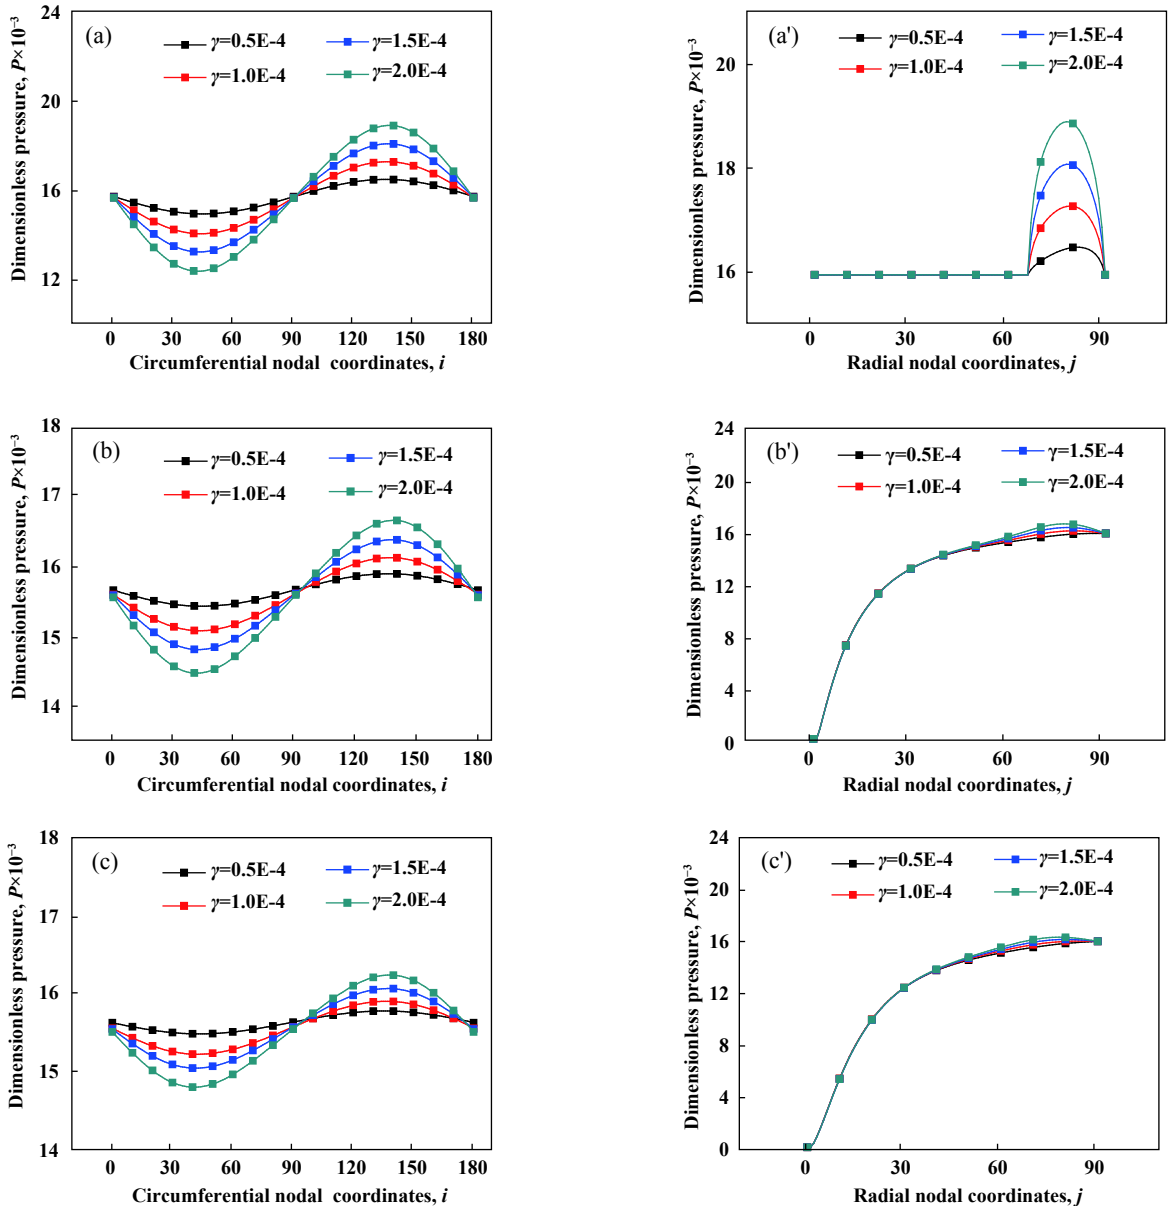 (a)
γ=0.5E-4
γ=1.5E-4
γ=1.0E-4
γ=2.0E-4
24
20
16
12
Dimensionless pressure, P×10⁻³
0 30 60 90 120 150 180
Circumferential nodal coordinates, i
(a')
γ=0.5E-4
γ=1.5E-4
γ=1.0E-4
γ=2.0E-4
20
18
16
Dimensionless pressure, P×10⁻³
0 30 60 90
Radial nodal coordinates, j
(b)
γ=0.5E-4
γ=1.5E-4
γ=1.0E-4
γ=2.0E-4
18
17
16
15
14
Dimensionless pressure, P×10⁻³
0 30 60 90 120 150 180
Circumferential nodal coordinates, i
(b')
γ=0.5E-4
γ=1.5E-4
γ=1.0E-4
γ=2.0E-4
24
20
16
12
8
4
0
Dimensionless pressure, P×10⁻³
0 30 60 90
Radial nodal coordinates, j
(c)
γ=0.5E-4
γ=1.5E-4
γ=1.0E-4
γ=2.0E-4
18
17
16
15
14
Dimensionless pressure, P×10⁻³
0 30 60 90 120 150 180
Circumferential nodal coordinates, i
(c')
γ=0.5E-4
γ=1.5E-4
γ=1.0E-4
γ=2.0E-4
24
20
16
12
8
4
0
Dimensionless pressure, P×10⁻³
0 30 60 90
Radial nodal coordinates, j